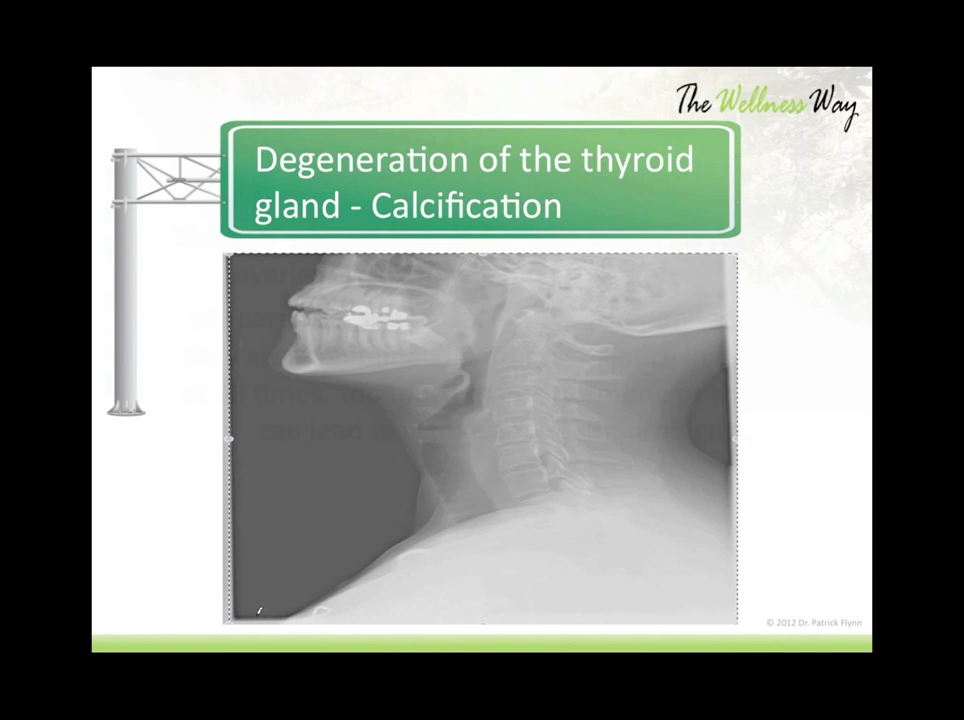 The Wellness Way
Degeneration of the thyroid
gland - Calcification
© 2012 Dr. Patrick Flynn